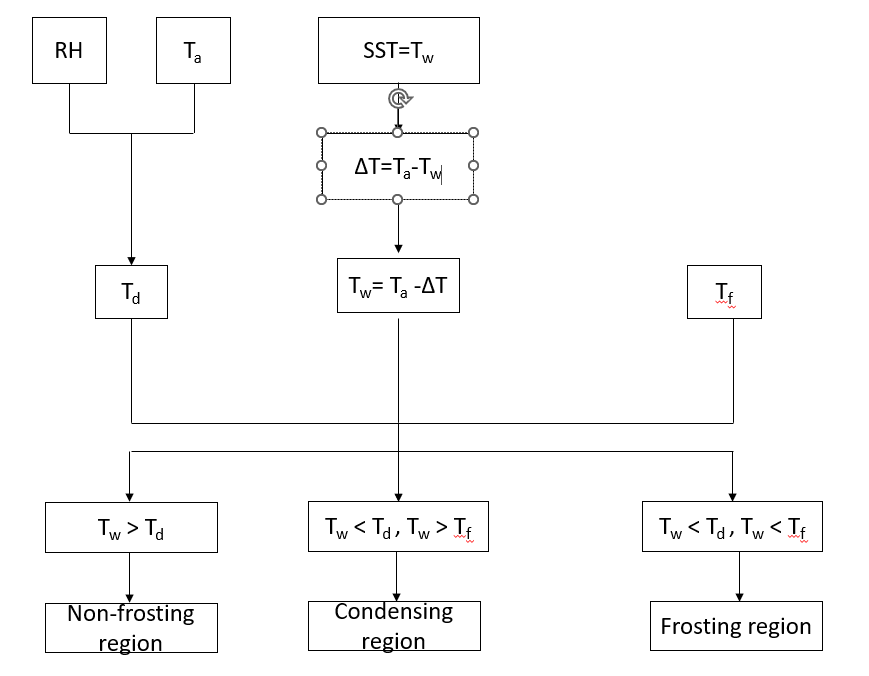 RH
Ta
SST=Tw
ΔT=Ta-Tw
Td
Tw= Ta -ΔT
Tf
Tw > Td
Tw < Td , Tw > Tf
Tw < Td , Tw < Tf
Non-frosting
region
Condensing
region
Frosting region